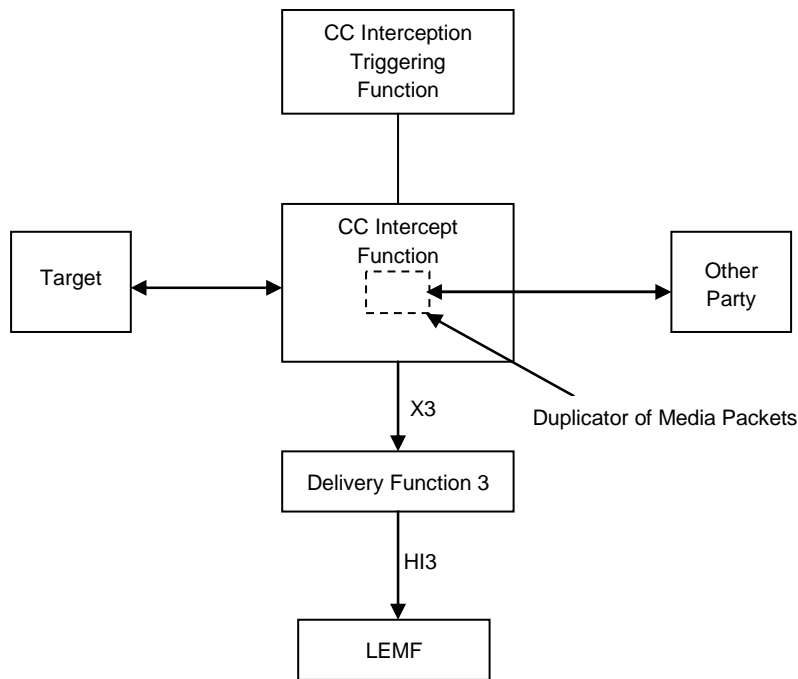 CC Interception
Triggering
Function
CC Intercept
Function
Target
Other
Party
X3
Duplicator of Media Packets
Delivery Function 3
HI3
LEMF